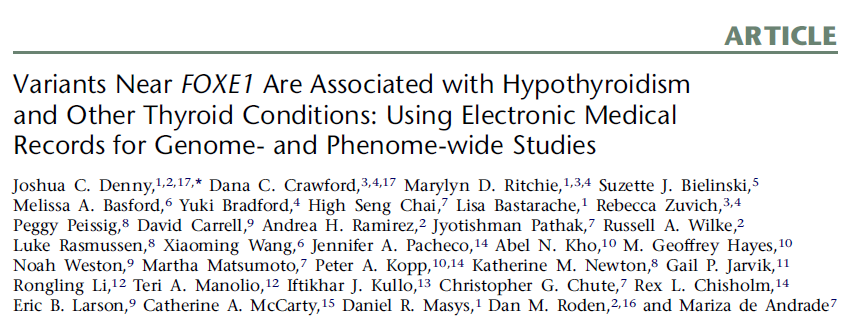 ARTICLE
Variants Near FOXE1 Are Associated with Hypothyroidism
and Other Thyroid Conditions: Using Electronic Medical
Records for Genome- and Phenome-wide Studies
Joshua C. Denny,1,2,17,* Dana C. Crawford,3,4,17 Marylyn D. Ritchie,1,3,4 Suzette J. Bielinski,5
Melissa A. Basford,6 Yuki Bradford,4 High Seng Chai,7 Lisa Bastarache,1 Rebecca Zuvich,3,4
Peggy Peissig,8 David Carrell,9 Andrea H. Ramirez,2 Jyotishman Pathak,7 Russell A. Wilke,2
Luke Rasmussen,8 Xiaoming Wang,6 Jennifer A. Pacheco,14 Abel N. Kho,10 M. Geoffrey Hayes,10
Noah Weston,9 Martha Matsumoto,7 Peter A. Kopp,10,14 Katherine M. Newton,8 Gail P. Jarvik,11
Rongling Li,12 Teri A. Manolio,12 Iftikhar J. Kullo,13 Christopher G. Chute,7 Rex L. Chisholm,14
Eric B. Larson,9 Catherine A. McCarty,15 Daniel R. Masys,1 Dan M. Roden,2,16 and Mariza de Andrade7